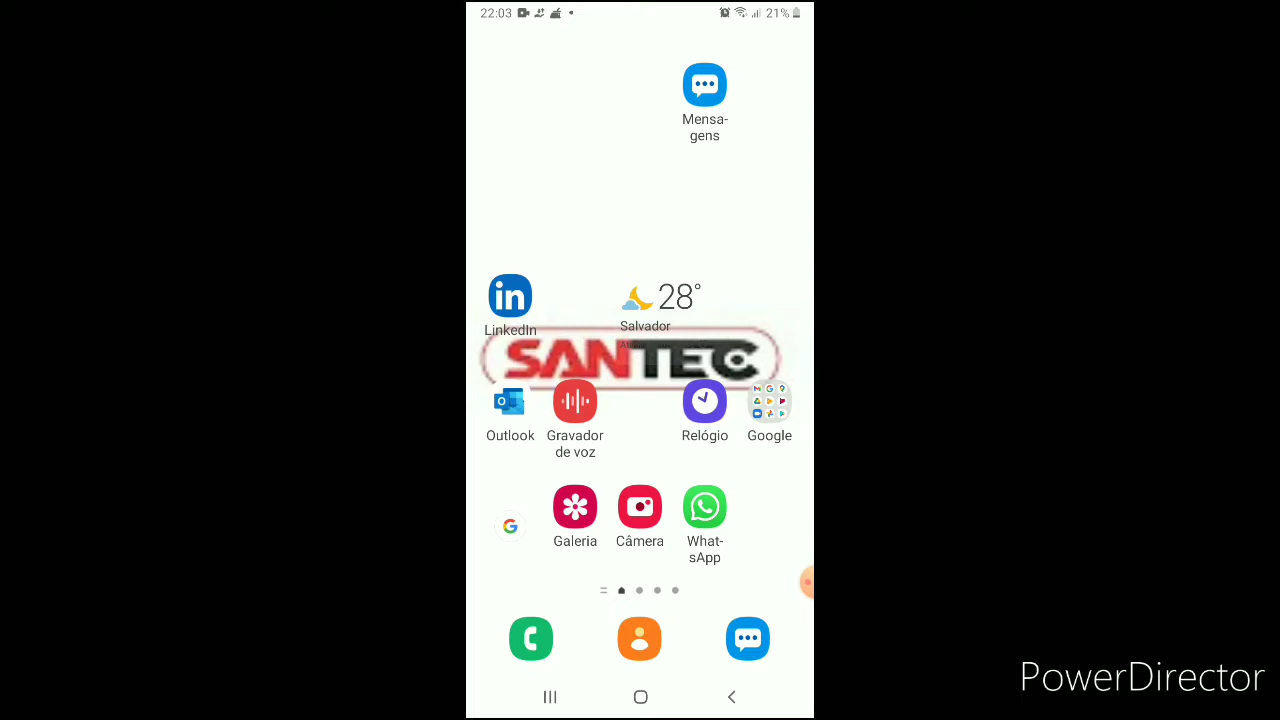 22:03
21%
Mensa-
gens
LinkedIn
28°
Salvador
SANTEC
Outlook
Gravador
de voz
Relógio
Google
Galeria
Câmera
What-
sApp
PowerDirector